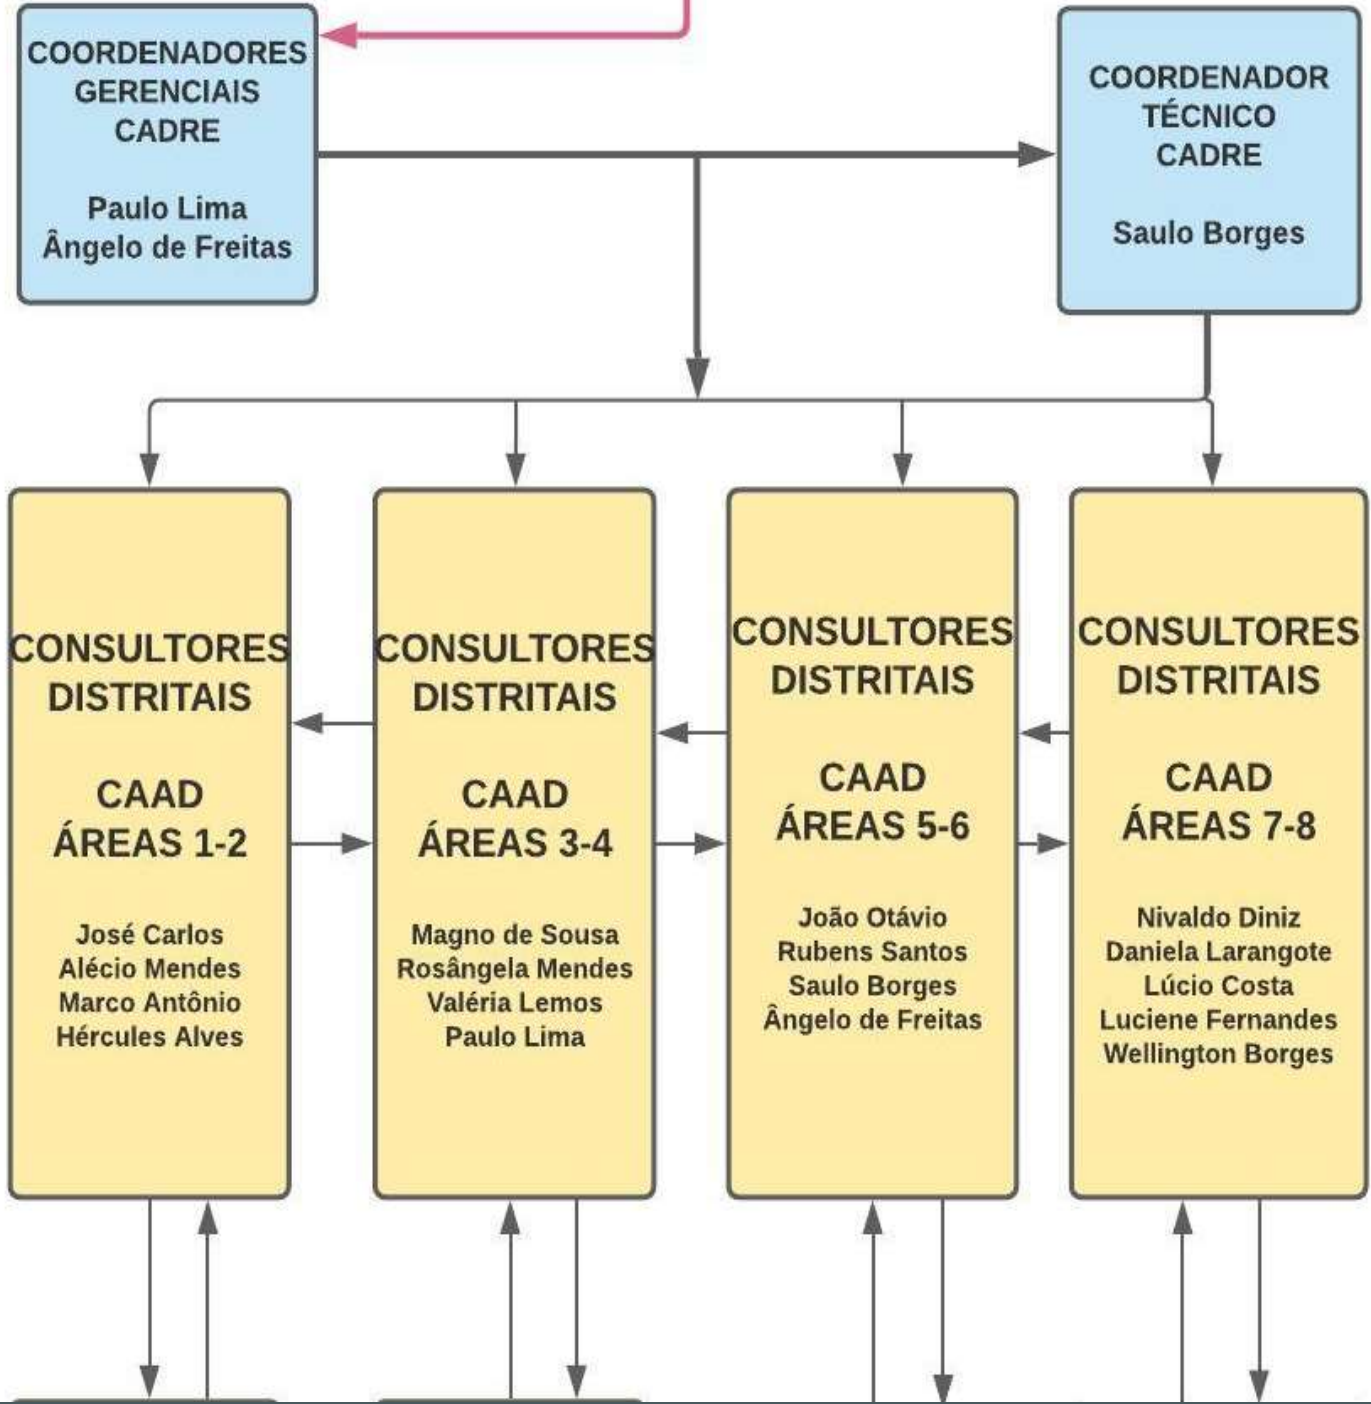 COORDENADORES
GERENCIAIS
CADRE
Paulo Lima
Ângelo de Freitas
COORDENADOR
TÉCNICO
CADRE
Saulo Borges
CONSULTORES
DISTRITAIS
CAAD
ÁREAS 1-2
José Carlos
Alécio Mendes
Marco Antônio
Hércules Alves
CONSULTORES
DISTRITAIS
CAAD
ÁREAS 3-4
Magno de Sousa
Rosângela Mendes
Valéria Lemos
Paulo Lima
CONSULTORES
DISTRITAIS
CAAD
ÁREAS 5-6
João Otávio
Rubens Santos
Saulo Borges
Ângelo de Freitas
CONSULTORES
DISTRITAIS
CAAD
ÁREAS 7-8
Nivaldo Diniz
Daniela Larangote
Lúcio Costa
Luciene Fernandes
Wellington Borges